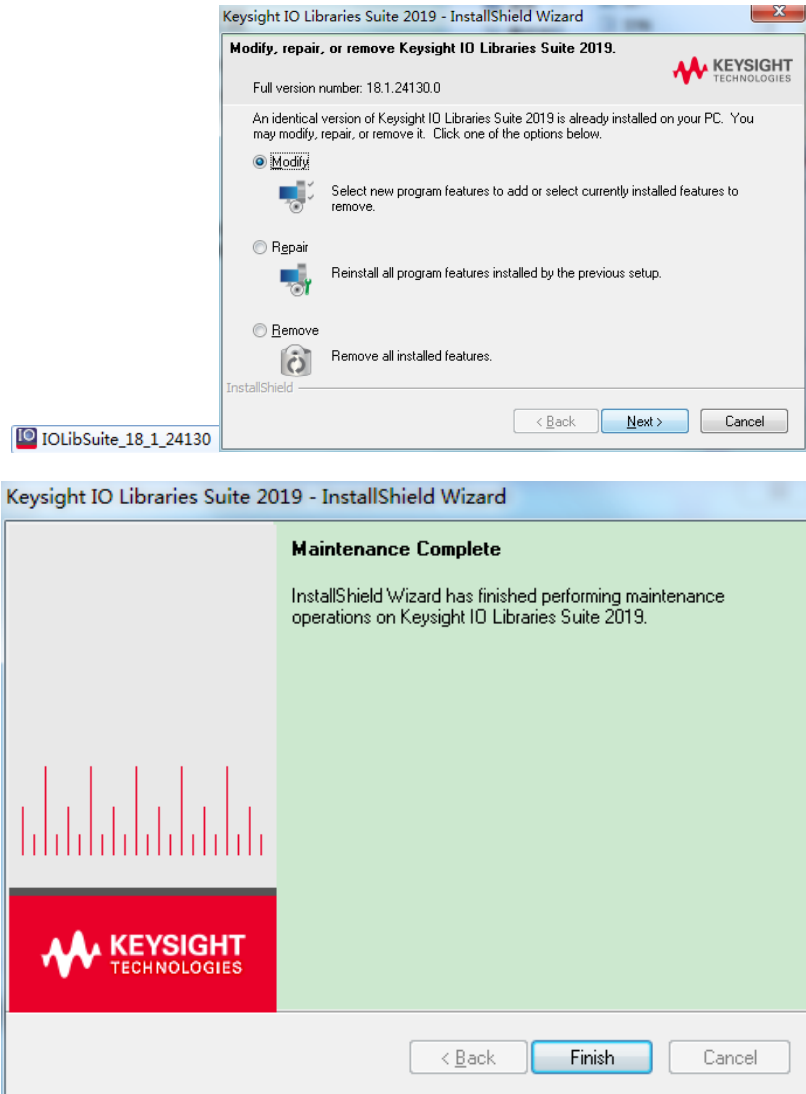 Keysight IO Libraries Suite 2019 - InstallShield Wizard
Modify, repair, or remove Keysight IO Libraries Suite 2019.
KEYSIGHT
TECHNOLOGIES
Full version number: 18.1.24130.0
An identical version of Keysight IO Libraries Suite 2019 is already installed on your PC. You
may modify, repair, or remove it. Click one of the options below.
Modify
Select new program features to add or select currently installed features to
remove.
Repair
Reinstall all program features installed by the previous setup.
Remove
Remove all installed features.
InstallShield
< Back Next > Cancel
IO IOLibSuite_18_1_24130
Keysight IO Libraries Suite 2019 - InstallShield Wizard
Maintenance Complete
InstallShield Wizard has finished performing maintenance
operations on Keysight IO Libraries Suite 2019.
KEYSIGHT
TECHNOLOGIES
< Back Finish Cancel